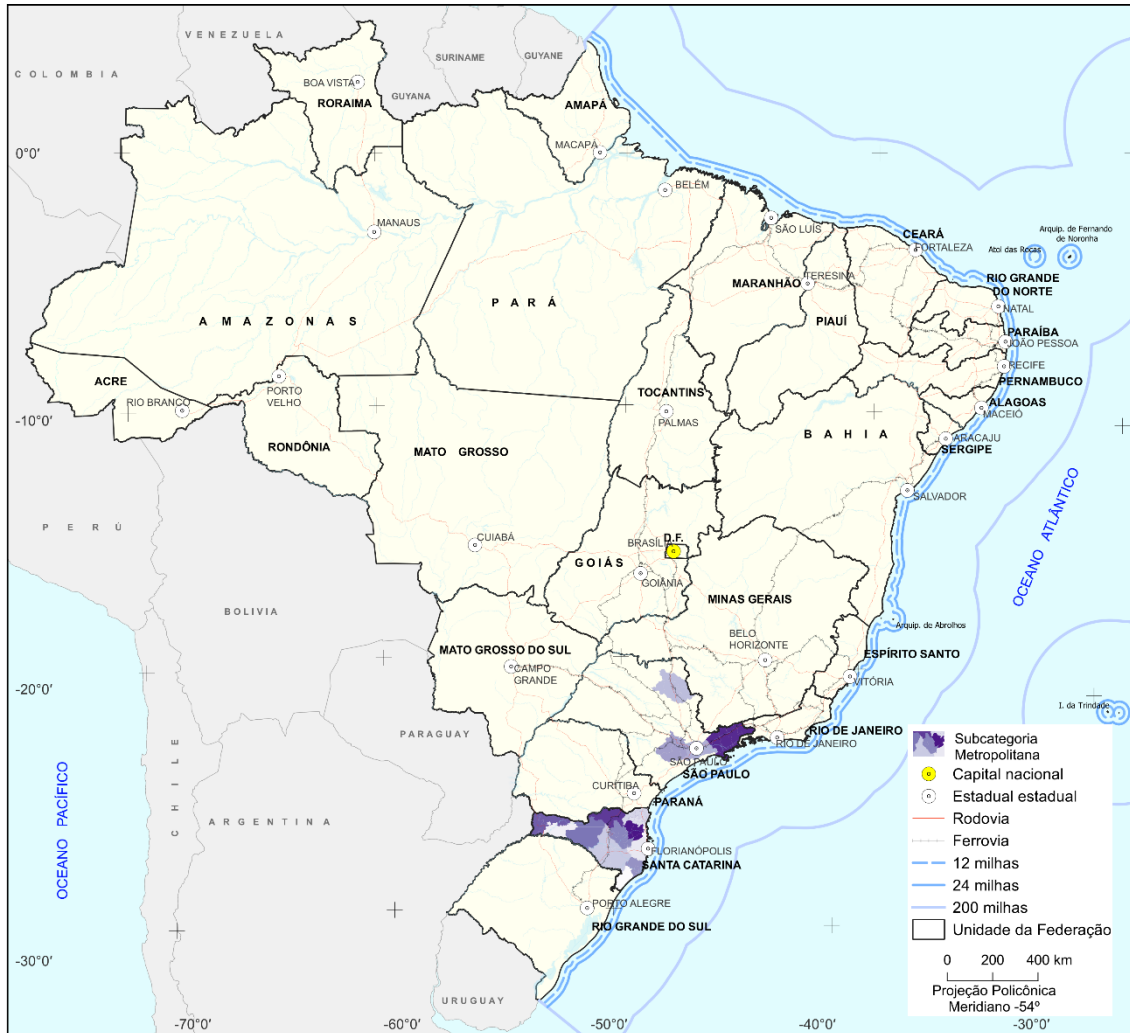 VENEZUELA
COLOMBIA
SURINAME
GUYANE
GUYANA
BOA VISTA
RORAIMA
AMAPÁ
MACAPÁ
0°0'
BELÉM
MANAUS
SÃO LUÍS
CEARÁ
FORTALEZA
Atol das Rocas
Arquip. de Fernando
de Noronha
RIO GRANDE
DO NORTE
NATAL
TERESINA
MARANHÃO
PARÁ
AMAZONAS
PIAUÍ
PARAÍBA
JOÃO PESSOA
RECIFE
PERNAMBUCO
ACRE
RIO BRANCO
PORTO
VELHO
TOCANTINS
PALMAS
ALAGOAS
MACEIÓ
-10°0'
RONDÔNIA
MATO GROSSO
BAHIA
ARACAJU
SERGIPE
SALVADOR
PERÚ
CUIABÁ
BRASÍLIA
D.F.
GOIÁS
GOIÂNIA
OCEANO ATLÂNTICO
BOLIVIA
MINAS GERAIS
BELO
HORIZONTE
Arquip. de Abrolhos
ESPÍRITO SANTO
VITÓRIA
MATO GROSSO DO SUL
CAMPO
GRANDE
-20°0'
I. da Trindade
PARAGUAY
RIO DE JANEIRO
RIO DE JANEIRO
SÃO PAULO
SÃO PAULO
CURITIBA
PARANÁ
OCEANO PACÍFICO
CHILE
ARGENTINA
FLORIANÓPOLIS
SANTA CATARINA
PORTO ALEGRE
RIO GRANDE DO SUL
-30°0'
URUGUAY
Subcategoria
Metropolitana
Capital nacional
Estadual estadual
Rodovia
Ferrovia
12 milhas
24 milhas
200 milhas
Unidade da Federação
0 200 400 km
Projeção Policônica
Meridiano -54º
-70°0' -60°0' -50°0' -40°0' -30°0'